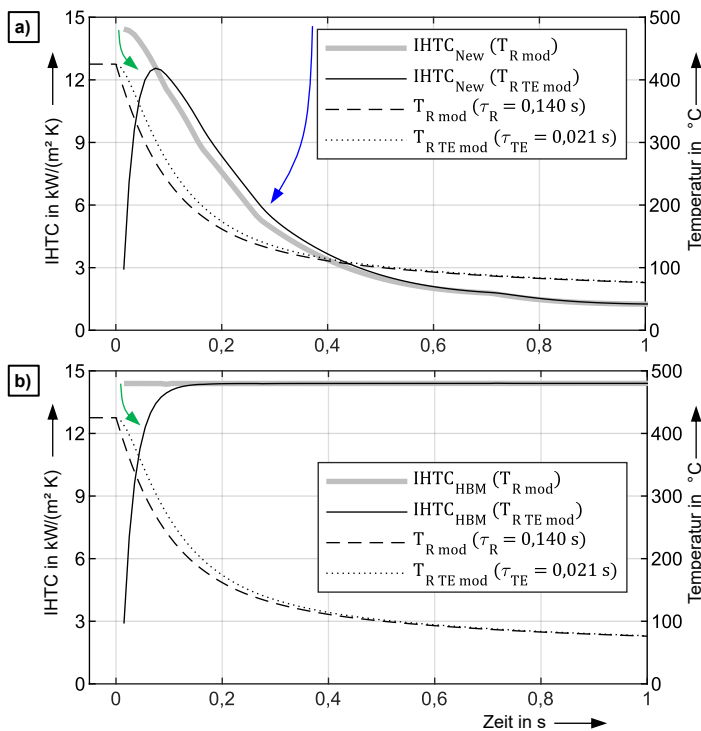 a)
15
12
9
6
3
0
IHTC in kW/(m² K)
500
400
300
200
100
0
Temperatur in °C
IHTC_New (T_R mod)
IHTC_New (T_R TE mod)
T_R mod (τ_R = 0,140 s)
T_R TE mod (τ_TE = 0,021 s)
0 0,2 0,4 0,6 0,8 1
b)
15
12
9
6
3
0
IHTC in kW/(m² K)
500
400
300
200
100
0
Temperatur in °C
IHTC_HBM (T_R mod)
IHTC_HBM (T_R TE mod)
T_R mod (τ_R = 0,140 s)
T_R TE mod (τ_TE = 0,021 s)
0 0,2 0,4 0,6 0,8 1
Zeit in s